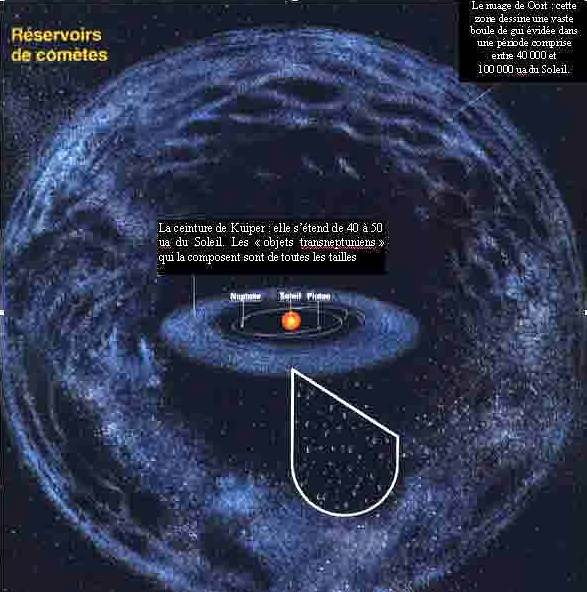 Réservoirs
de comètes
Le nuage de Oort : cette
zone dessine une vaste
boule de gui évidée dans
une période comprise
entre 40 000 et
100 000 ua du Soleil.
La ceinture de Kuiper : elle s'étend de 40 à 50
ua du Soleil. Les « objets transneptuniens »
qui la composent sont de toutes les tailles
Neptune Soleil Pluton